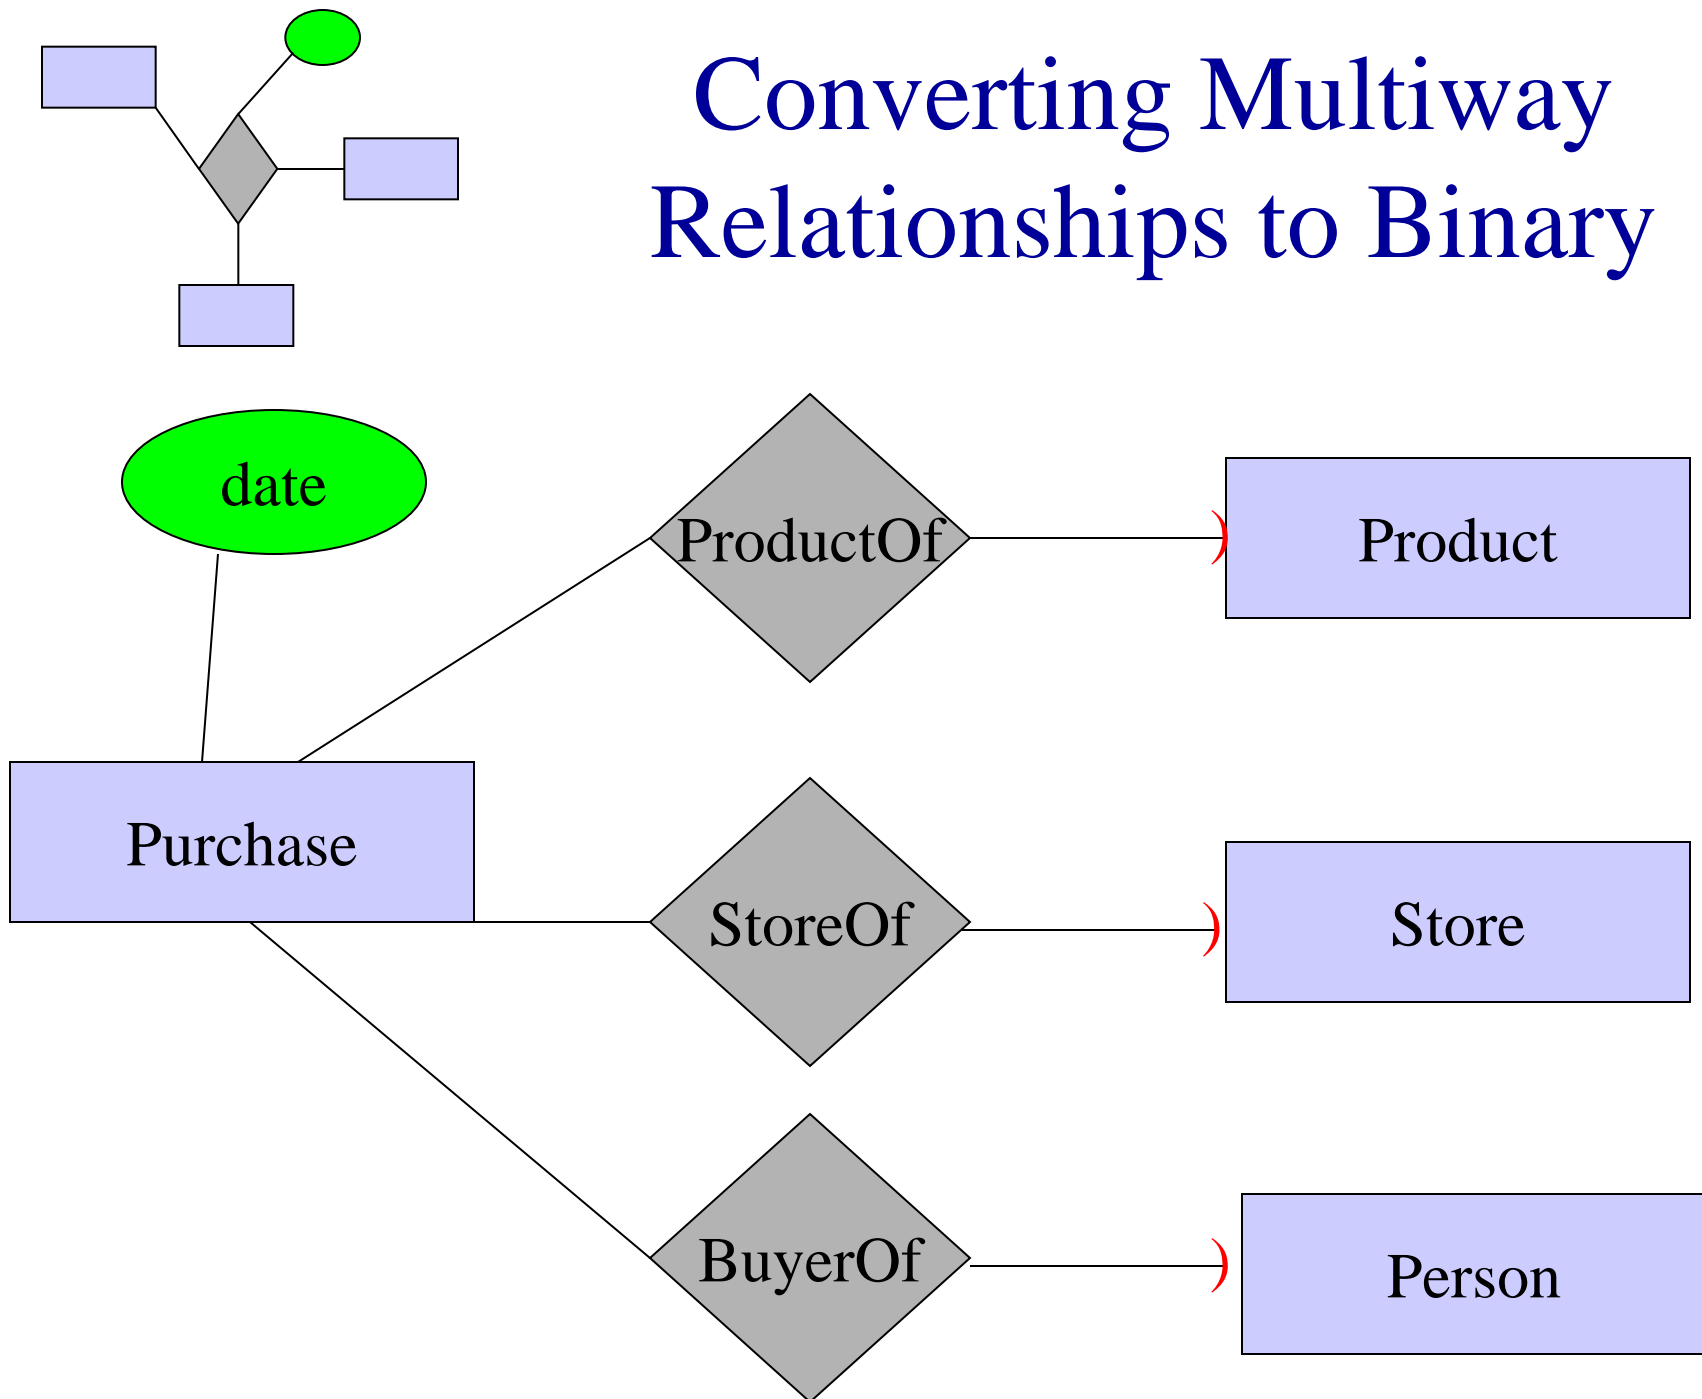 Converting Multiway
Relationships to Binary
date
ProductOf
)
Product
Purchase
StoreOf
)
Store
BuyerOf
)
Person